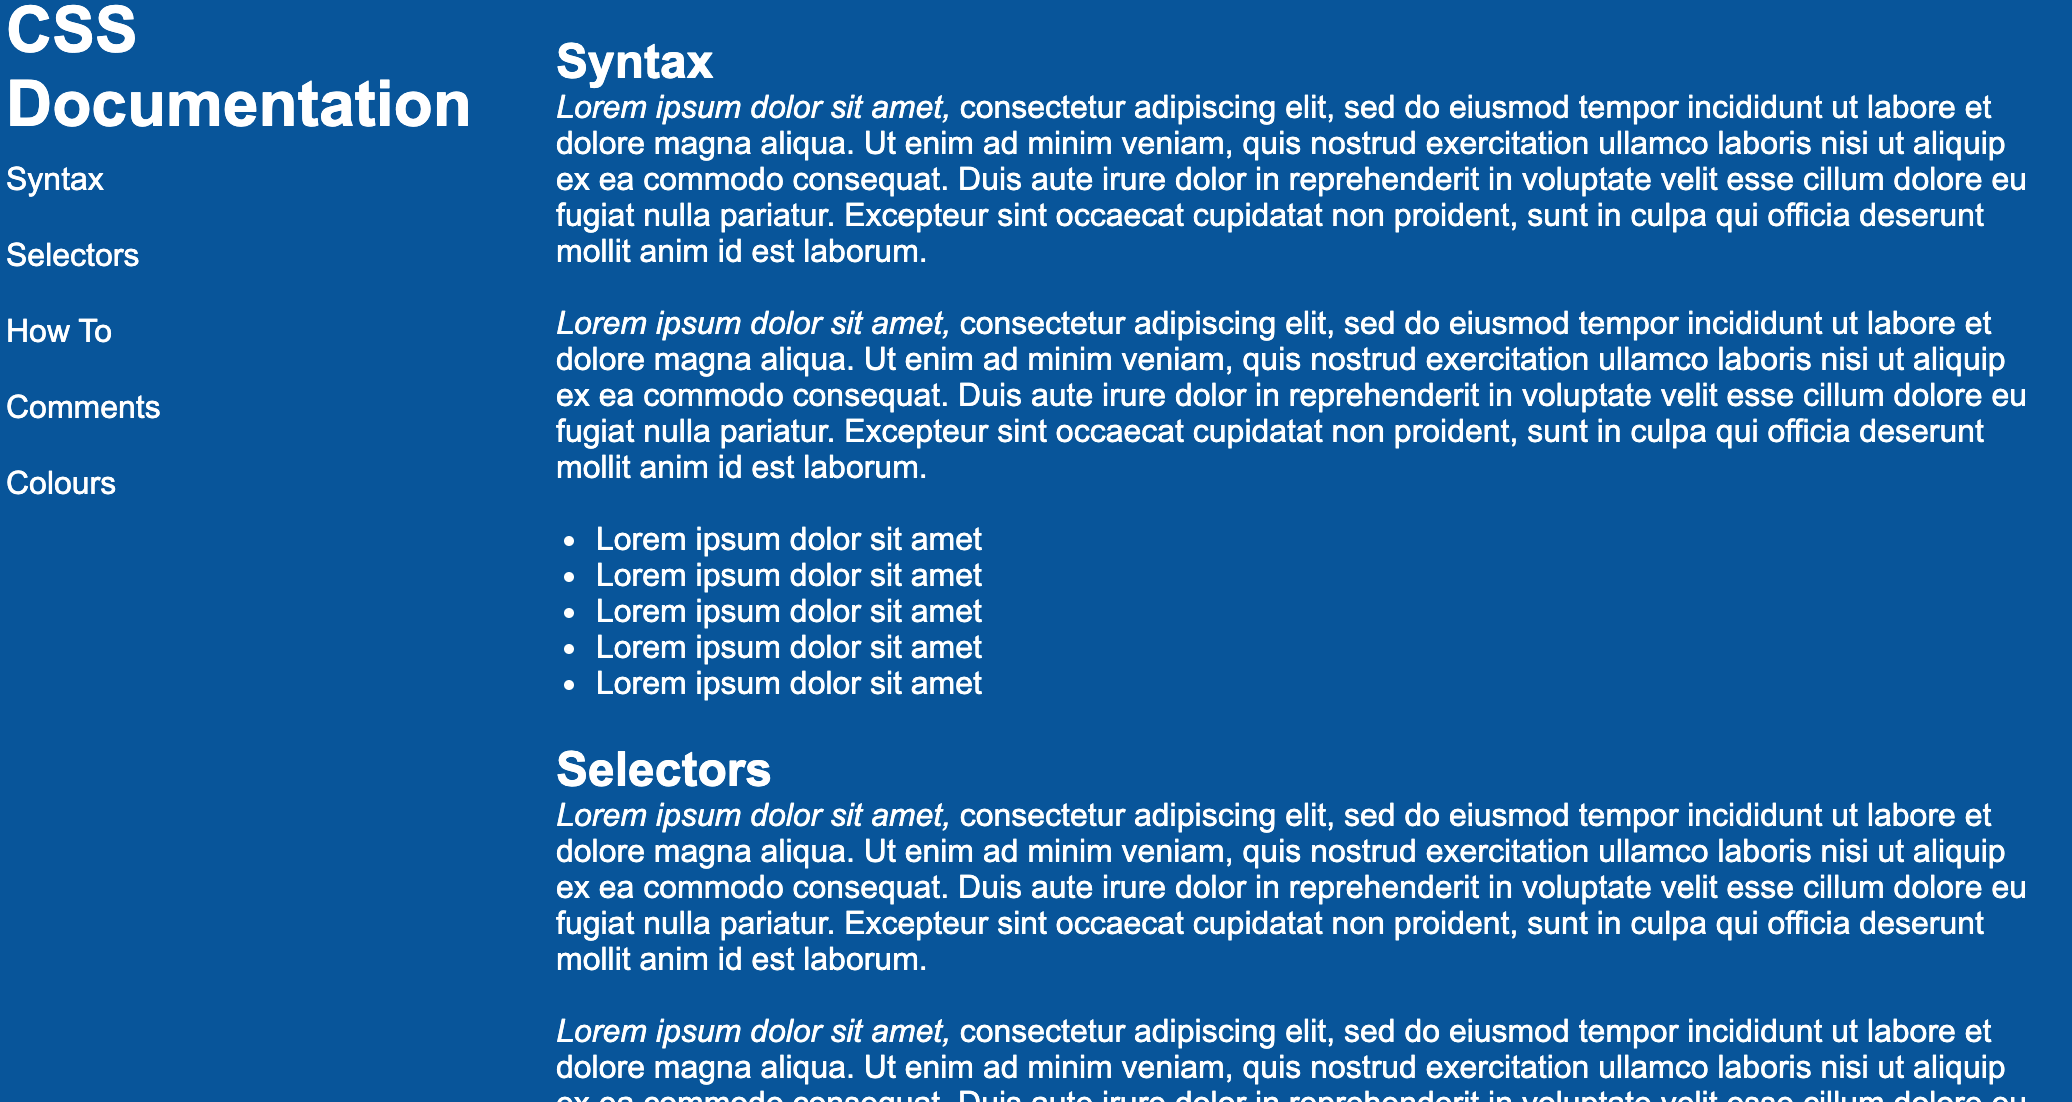 CSS
Documentation
Syntax
Selectors
How To
Comments
Colours
Syntax
Lorem ipsum dolor sit amet, consectetur adipiscing elit, sed do eiusmod tempor incididunt ut labore et
dolore magna aliqua. Ut enim ad minim veniam, quis nostrud exercitation ullamco laboris nisi ut aliquip
ex ea commodo consequat. Duis aute irure dolor in reprehenderit in voluptate velit esse cillum dolore eu
fugiat nulla pariatur. Excepteur sint occaecat cupidatat non proident, sunt in culpa qui officia deserunt
mollit anim id est laborum.
Lorem ipsum dolor sit amet, consectetur adipiscing elit, sed do eiusmod tempor incididunt ut labore et
dolore magna aliqua. Ut enim ad minim veniam, quis nostrud exercitation ullamco laboris nisi ut aliquip
ex ea commodo consequat. Duis aute irure dolor in reprehenderit in voluptate velit esse cillum dolore eu
fugiat nulla pariatur. Excepteur sint occaecat cupidatat non proident, sunt in culpa qui officia deserunt
mollit anim id est laborum.
• Lorem ipsum dolor sit amet
• Lorem ipsum dolor sit amet
• Lorem ipsum dolor sit amet
• Lorem ipsum dolor sit amet
• Lorem ipsum dolor sit amet
Selectors
Lorem ipsum dolor sit amet, consectetur adipiscing elit, sed do eiusmod tempor incididunt ut labore et
dolore magna aliqua. Ut enim ad minim veniam, quis nostrud exercitation ullamco laboris nisi ut aliquip
ex ea commodo consequat. Duis aute irure dolor in reprehenderit in voluptate velit esse cillum dolore eu
fugiat nulla pariatur. Excepteur sint occaecat cupidatat non proident, sunt in culpa qui officia deserunt
mollit anim id est laborum.
Lorem ipsum dolor sit amet, consectetur adipiscing elit, sed do eiusmod tempor incididunt ut labore et
dolore magna aliqua. Ut enim ad minim veniam, quis nostrud exercitation ullamco laboris nisi ut aliquip